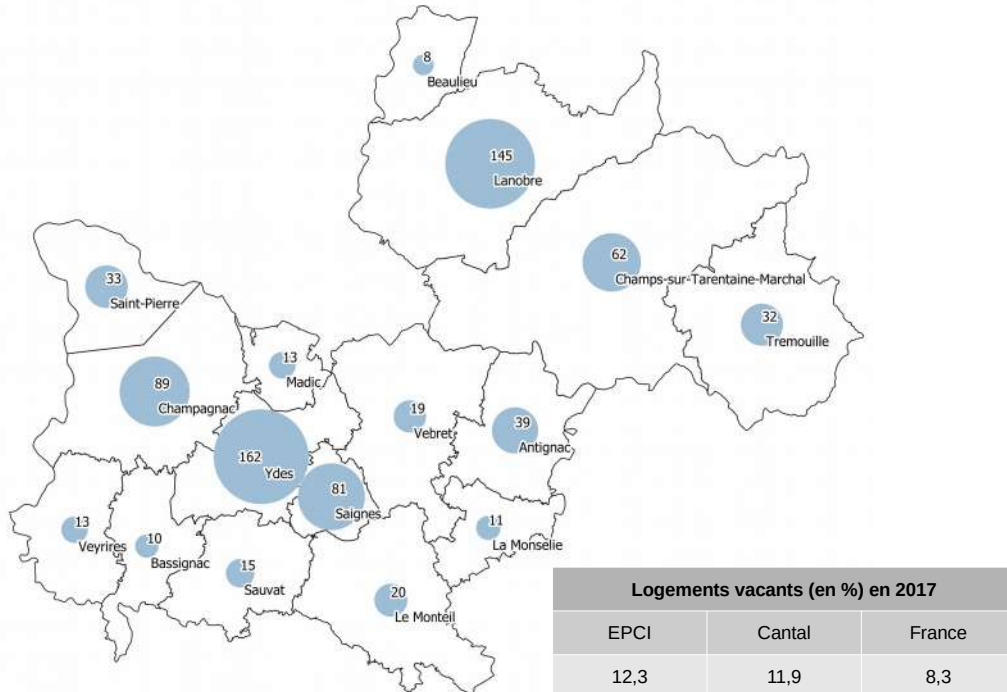 8
Beaulieu
145
Lanobre
62
Champs-sur-Tarentaine-Marchal
33
Saint-Pierre
32
Tremouille
13
Madic
89
Champagnac
19
Vebret
39
Antignac
162
Ydes
81
Saignes
13
Veyrires
10
Bassignac
11
La Monselie
15
Sauvat
20
Le Monteil
Logements vacants (en %) en 2017
EPCI Cantal France
12,3 11,9 8,3